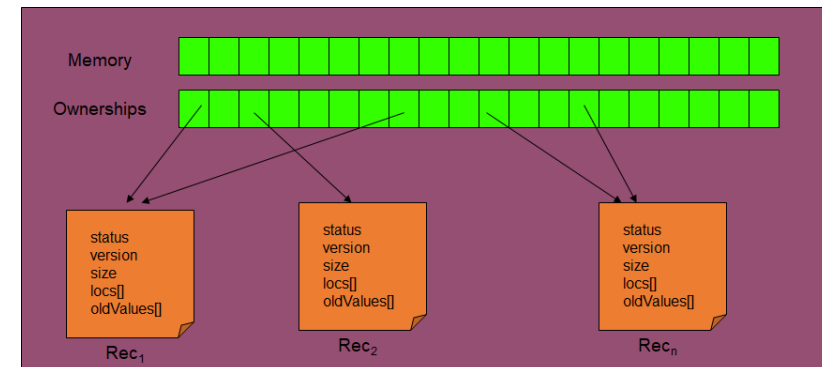 Memory
Ownerships
status
version
size
locs[]
oldValues[]
Rec1
status
version
size
locs[]
oldValues[]
Rec2
status
version
size
locs[]
oldValues[]
Recn